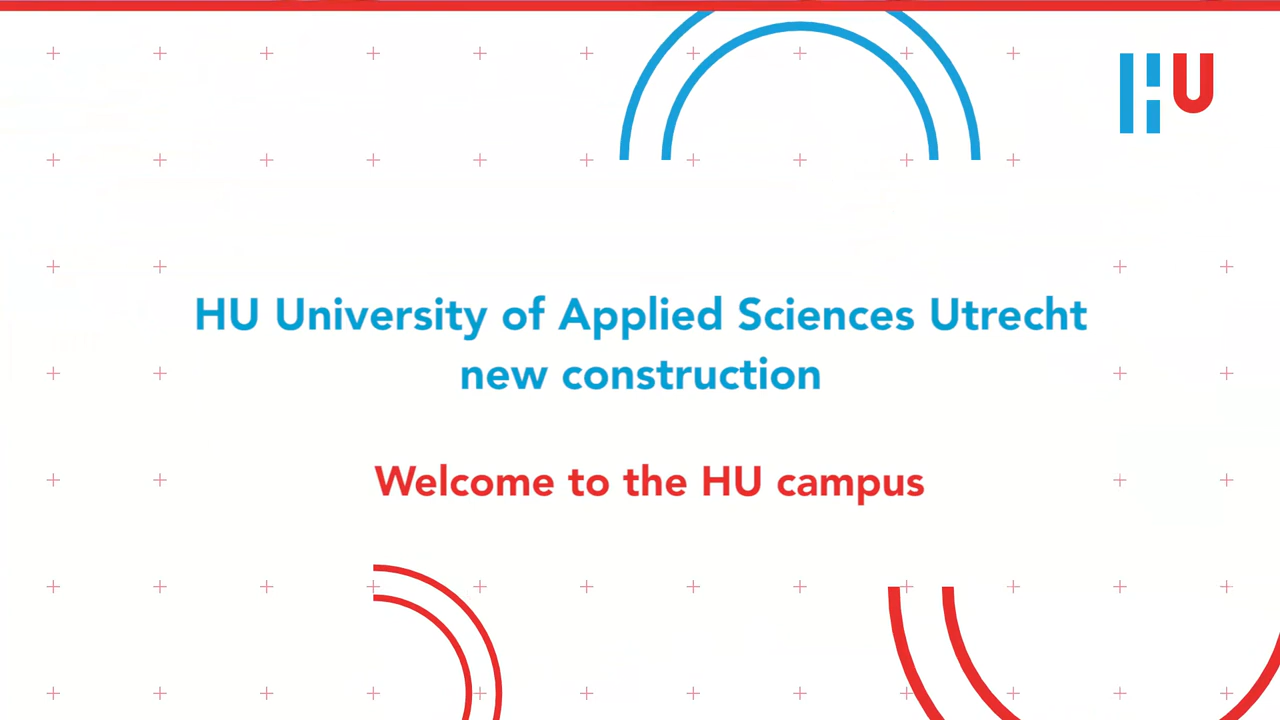 HU
HU University of Applied Sciences Utrecht
new construction
Welcome to the HU campus